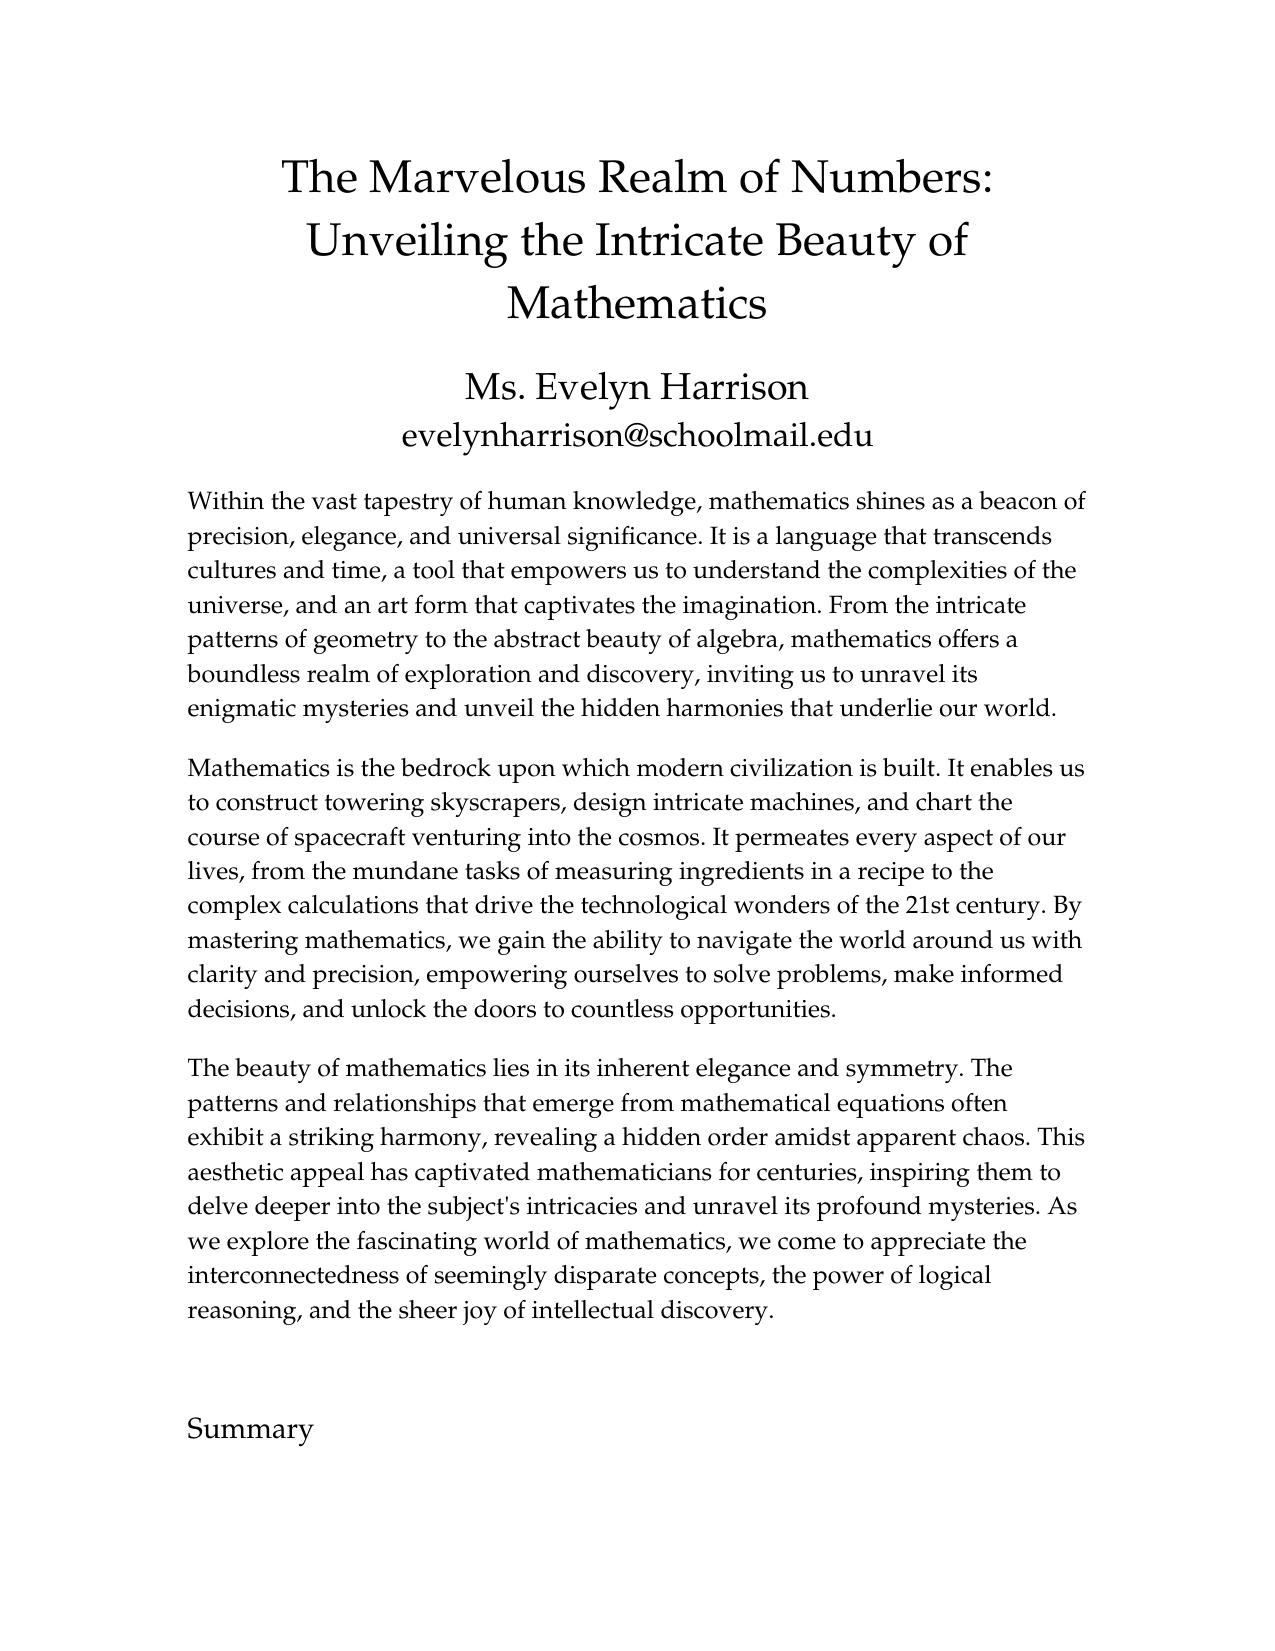 The Marvelous Realm of Numbers:
Unveiling the Intricate Beauty of
Mathematics
Ms. Evelyn Harrison
evelynharrison@schoolmail.edu
Within the vast tapestry of human knowledge, mathematics shines as a beacon of
precision, elegance, and universal significance. It is a language that transcends
cultures and time, a tool that empowers us to understand the complexities of the
universe, and an art form that captivates the imagination. From the intricate
patterns of geometry to the abstract beauty of algebra, mathematics offers a
boundless realm of exploration and discovery, inviting us to unravel its
enigmatic mysteries and unveil the hidden harmonies that underlie our world.
Mathematics is the bedrock upon which modern civilization is built. It enables us
to construct towering skyscrapers, design intricate machines, and chart the
course of spacecraft venturing into the cosmos. It permeates every aspect of our
lives, from the mundane tasks of measuring ingredients in a recipe to the
complex calculations that drive the technological wonders of the 21st century. By
mastering mathematics, we gain the ability to navigate the world around us with
clarity and precision, empowering ourselves to solve problems, make informed
decisions, and unlock the doors to countless opportunities.
The beauty of mathematics lies in its inherent elegance and symmetry. The
patterns and relationships that emerge from mathematical equations often
exhibit a striking harmony, revealing a hidden order amidst apparent chaos. This
aesthetic appeal has captivated mathematicians for centuries, inspiring them to
delve deeper into the subject's intricacies and unravel its profound mysteries. As
we explore the fascinating world of mathematics, we come to appreciate the
interconnectedness of seemingly disparate concepts, the power of logical
reasoning, and the sheer joy of intellectual discovery.
Summary